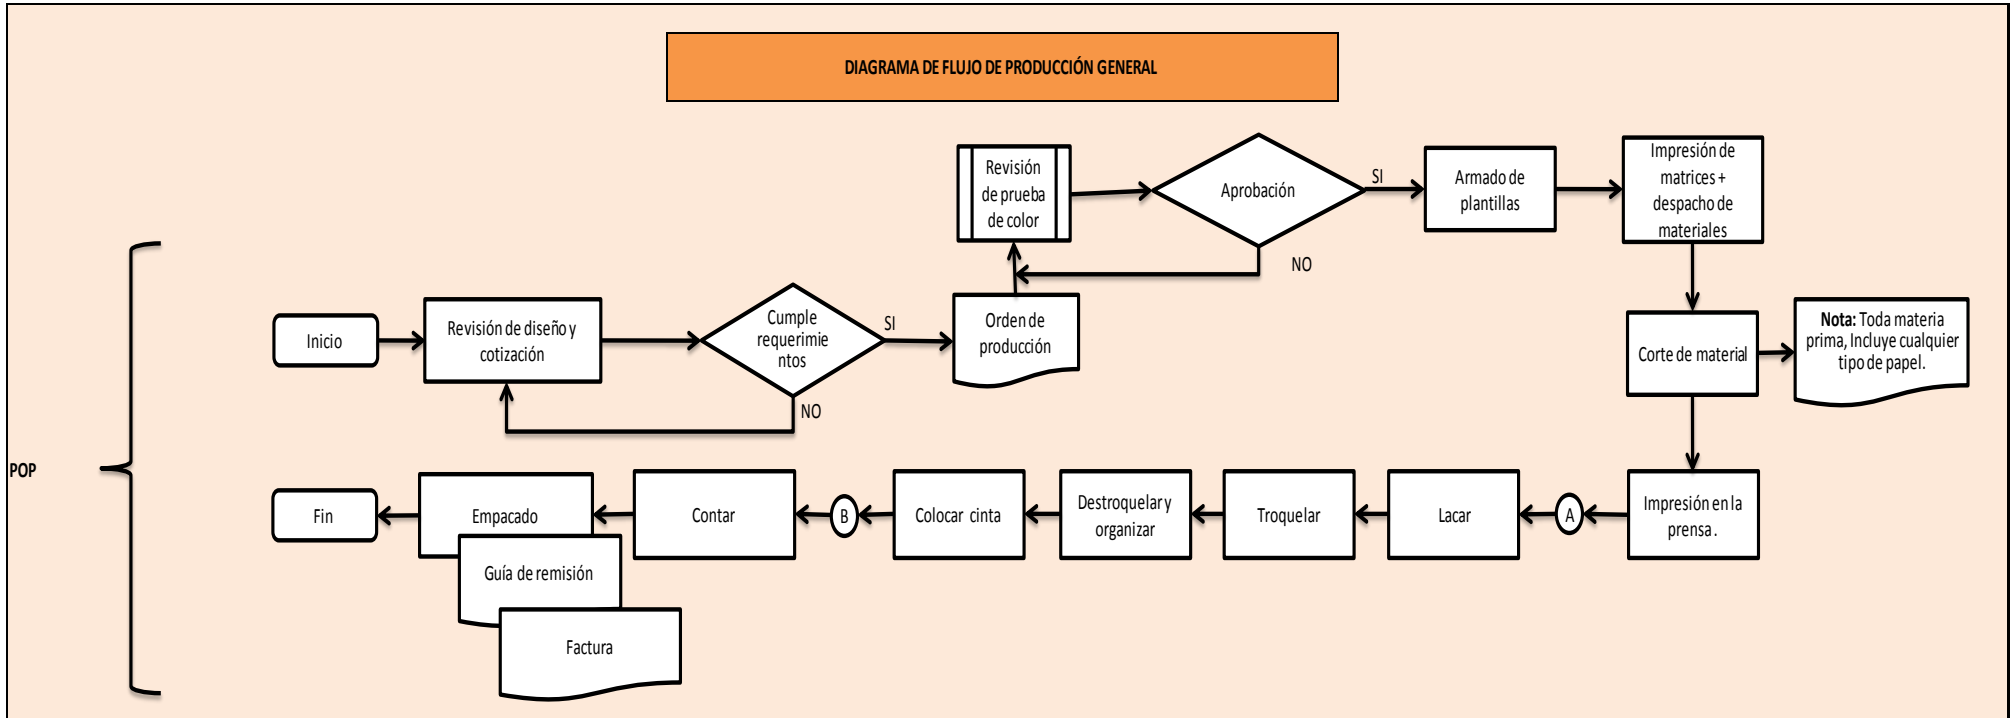 DIAGRAMA DE FLUJO DE PRODUCCIÓN GENERAL
Revisión
de prueba
de color
Aprobación
SI
NO
Armado de
plantillas
Impresión de
matrices +
despacho de
materiales
Inicio
Revisión de diseño y
cotización
Cumple
requerimie
ntos
SI
NO
Orden de
producción
Corte de material
Nota: Toda materia
prima, Incluye cualquier
tipo de papel.
POP
Fin
Empacado
Contar
B
Colocar cinta
Destroquelar y
organizar
Troquelar
Lacar
A
Impresión en la
prensa .
Guía de remisión
Factura